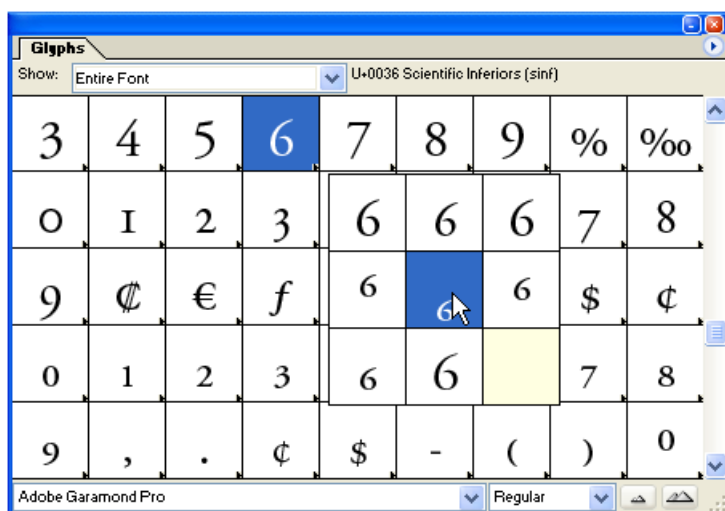 Glyphs
Show: Entire Font U+0036 Scientific Inferiors (sinf)
3 4 5 6 7 8 9 % ‰
0 1 2 3 6 6 6 7 8
9 ₡ € ƒ 6 6 6 $ ¢
0 1 2 3 6 6 7 8
9 , . ¢ $ - ( ) 0
Adobe Garamond Pro Regular